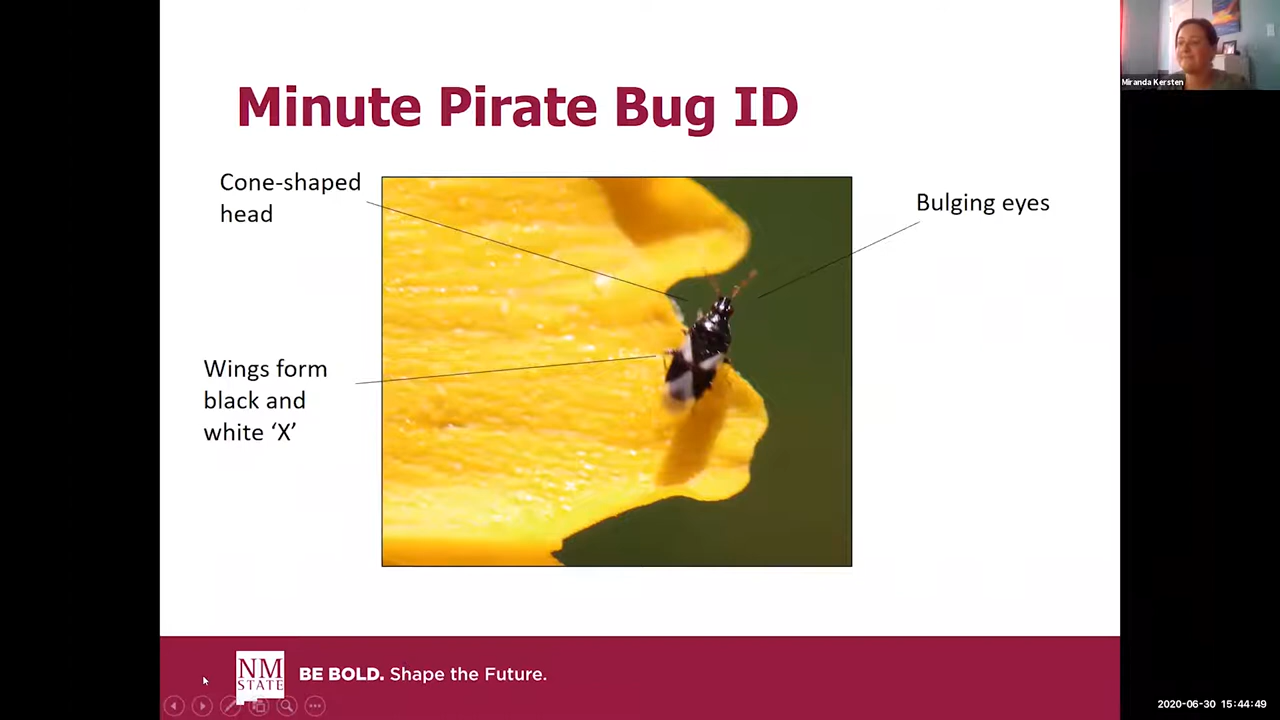 Minute Pirate Bug ID
Miranda Kersten
Cone-shaped
head
Bulging eyes
Wings form
black and
white ‘X’
NM
STATE
BE BOLD. Shape the Future.
2020-06-30 15:44:49